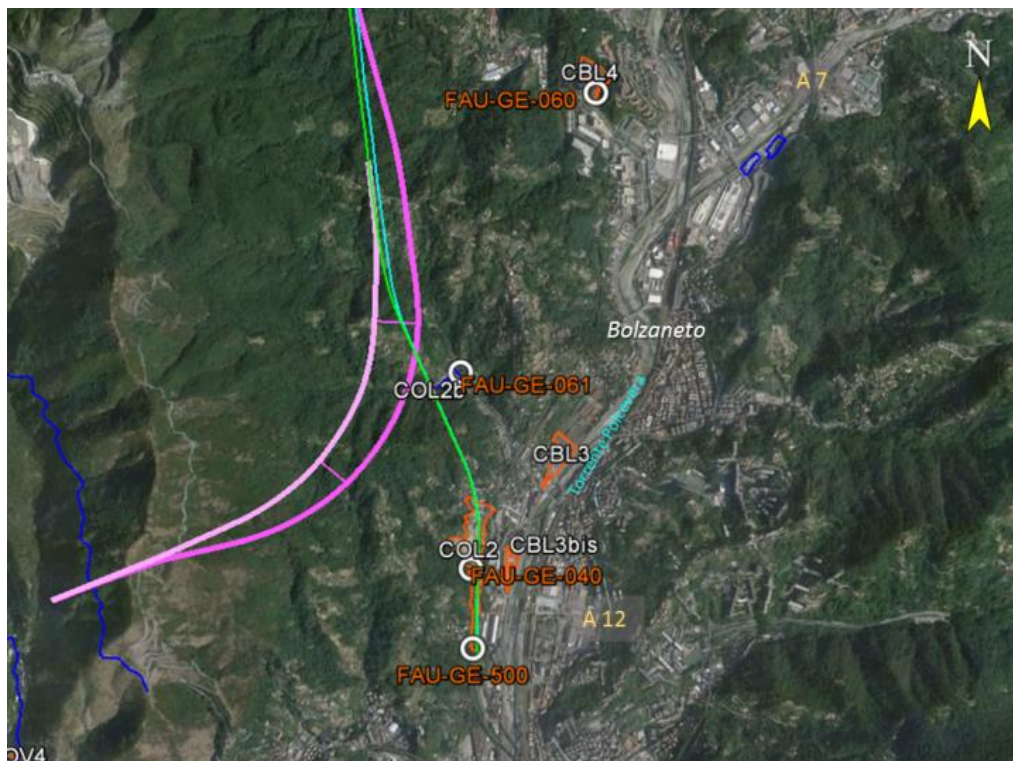 N
CBL4
A 7
FAU-GE-060
Bolzaneto
FAU-GE-061
CBL3
Torrente Polcevera
CBL3bis
COL2
FAU-GE-040
A 12
FAU-GE-500